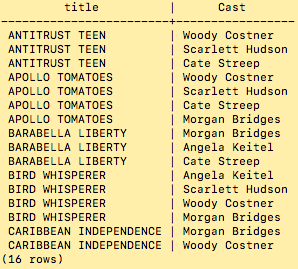 title | Cast
-----------------------+-----------------
ANTITRUST TEEN | Woody Costner
ANTITRUST TEEN | Scarlett Hudson
ANTITRUST TEEN | Cate Streep
APOLLO TOMATOES | Woody Costner
APOLLO TOMATOES | Scarlett Hudson
APOLLO TOMATOES | Cate Streep
APOLLO TOMATOES | Morgan Bridges
BARABELLA LIBERTY | Morgan Bridges
BARABELLA LIBERTY | Angela Keitel
BARABELLA LIBERTY | Cate Streep
BIRD WHISPERER | Angela Keitel
BIRD WHISPERER | Scarlett Hudson
BIRD WHISPERER | Woody Costner
BIRD WHISPERER | Morgan Bridges
CARIBBEAN INDEPENDENCE | Morgan Bridges
CARIBBEAN INDEPENDENCE | Woody Costner
(16 rows)